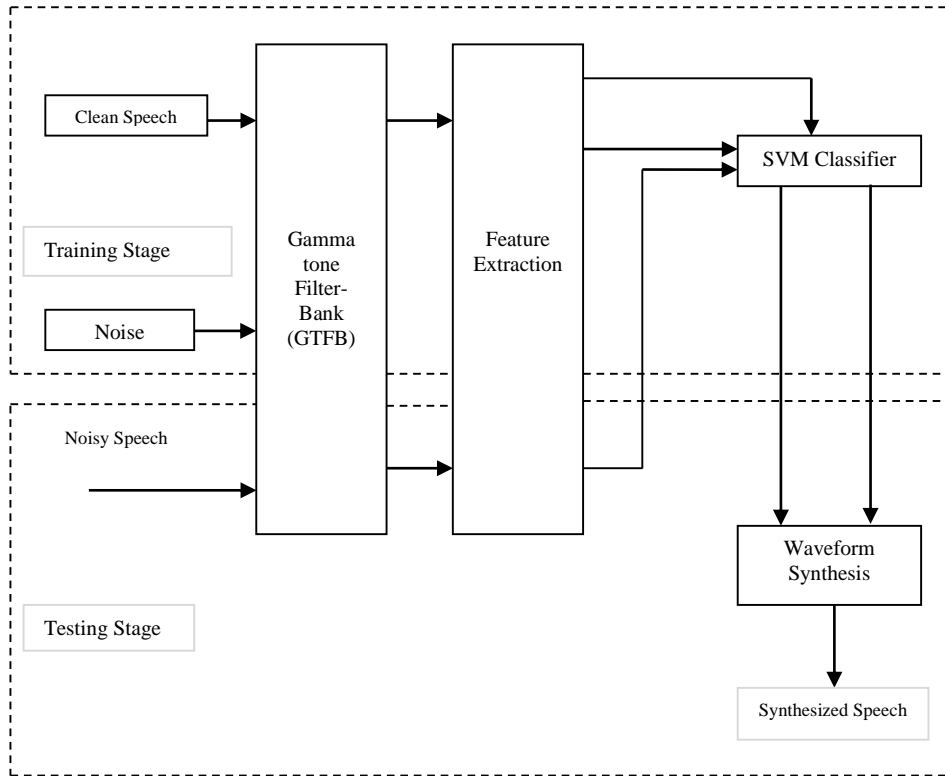 Clean Speech
SVM Classifier
Training Stage
Gamma
tone
Filter-
Bank
(GTFB)
Feature
Extraction
Noise
Noisy Speech
Waveform
Synthesis
Testing Stage
Synthesized Speech